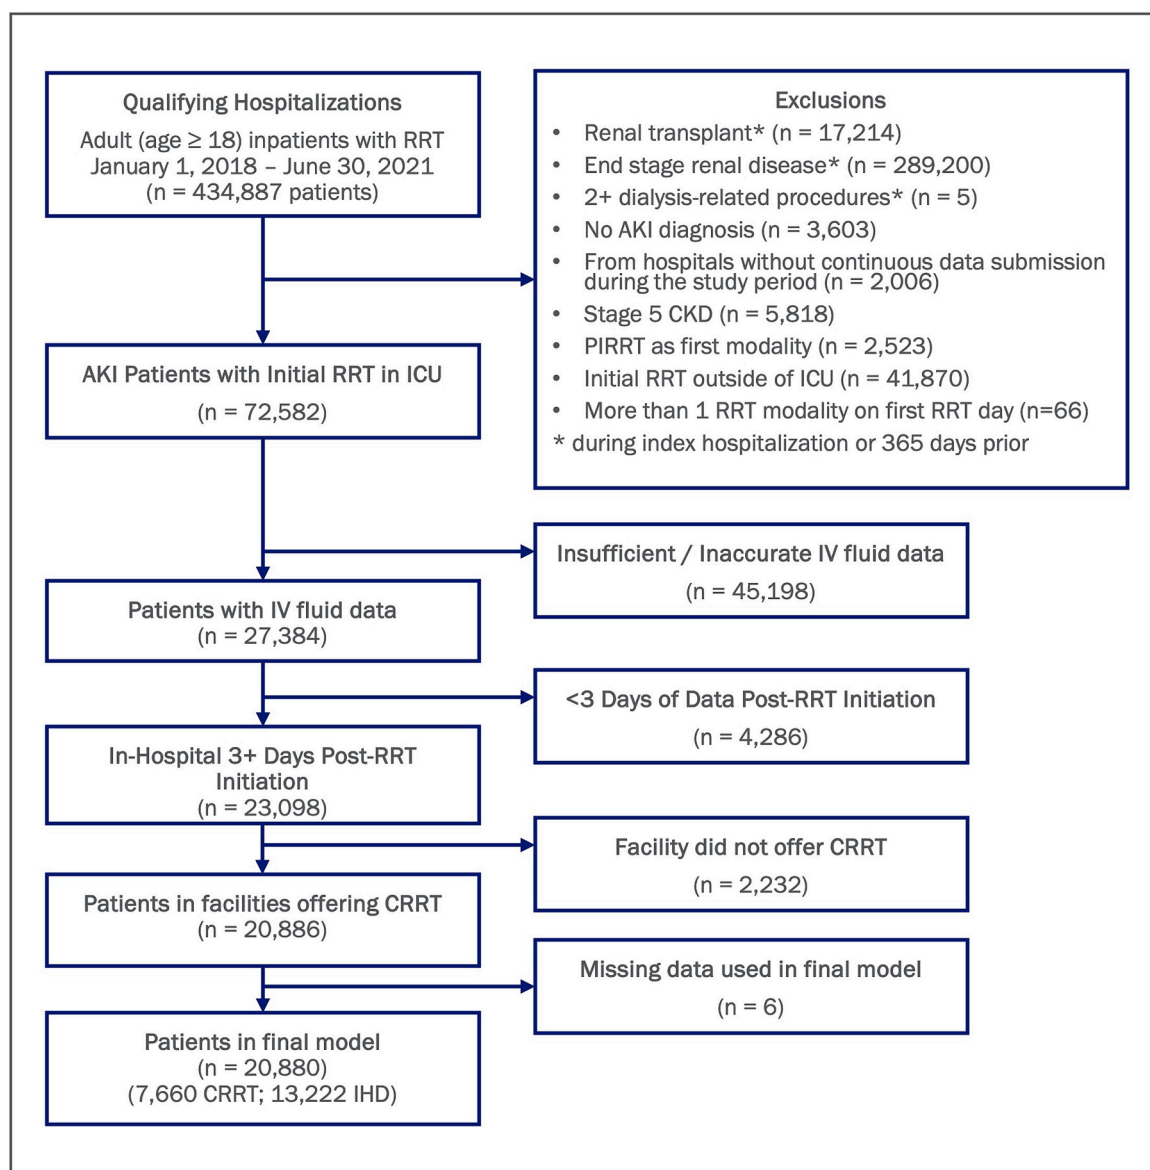 Qualifying Hospitalizations
Adult (age ≥ 18) inpatients with RRT
January 1, 2018 – June 30, 2021
(n = 434,887 patients)
Exclusions
• Renal transplant* (n = 17,214)
• End stage renal disease* (n = 289,200)
• 2+ dialysis-related procedures* (n = 5)
• No AKI diagnosis (n = 3,603)
• From hospitals without continuous data submission
during the study period (n = 2,006)
• Stage 5 CKD (n = 5,818)
• PIRRT as first modality (n = 2,523)
• Initial RRT outside of ICU (n = 41,870)
• More than 1 RRT modality on first RRT day (n=66)
* during index hospitalization or 365 days prior
AKI Patients with Initial RRT in ICU
(n = 72,582)
Insufficient / Inaccurate IV fluid data
(n = 45,198)
Patients with IV fluid data
(n = 27,384)
<3 Days of Data Post-RRT Initiation
(n = 4,286)
In-Hospital 3+ Days Post-RRT
Initiation
(n = 23,098)
Facility did not offer CRRT
(n = 2,232)
Patients in facilities offering CRRT
(n = 20,886)
Missing data used in final model
(n = 6)
Patients in final model
(n = 20,880)
(7,660 CRRT; 13,222 IHD)